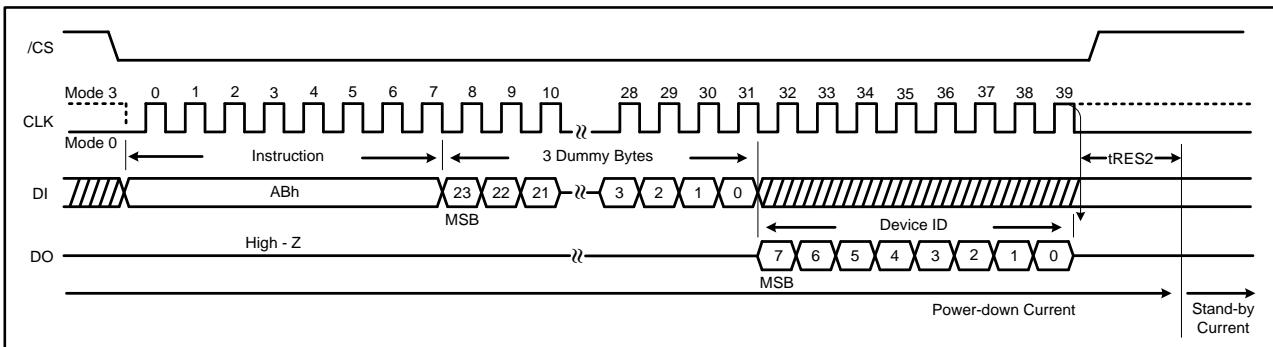 /CS
Mode 3 0 1 2 3 4 5 6 7 8 9 10 28 29 30 31 32 33 34 35 36 37 38 39
CLK
Mode 0
Instruction 3 Dummy Bytes tRES2
DI ABh 23 22 21 3 2 1 0
MSB
Device ID
High - Z
DO 7 6 5 4 3 2 1 0
MSB
Power-down Current Stand-by
Current